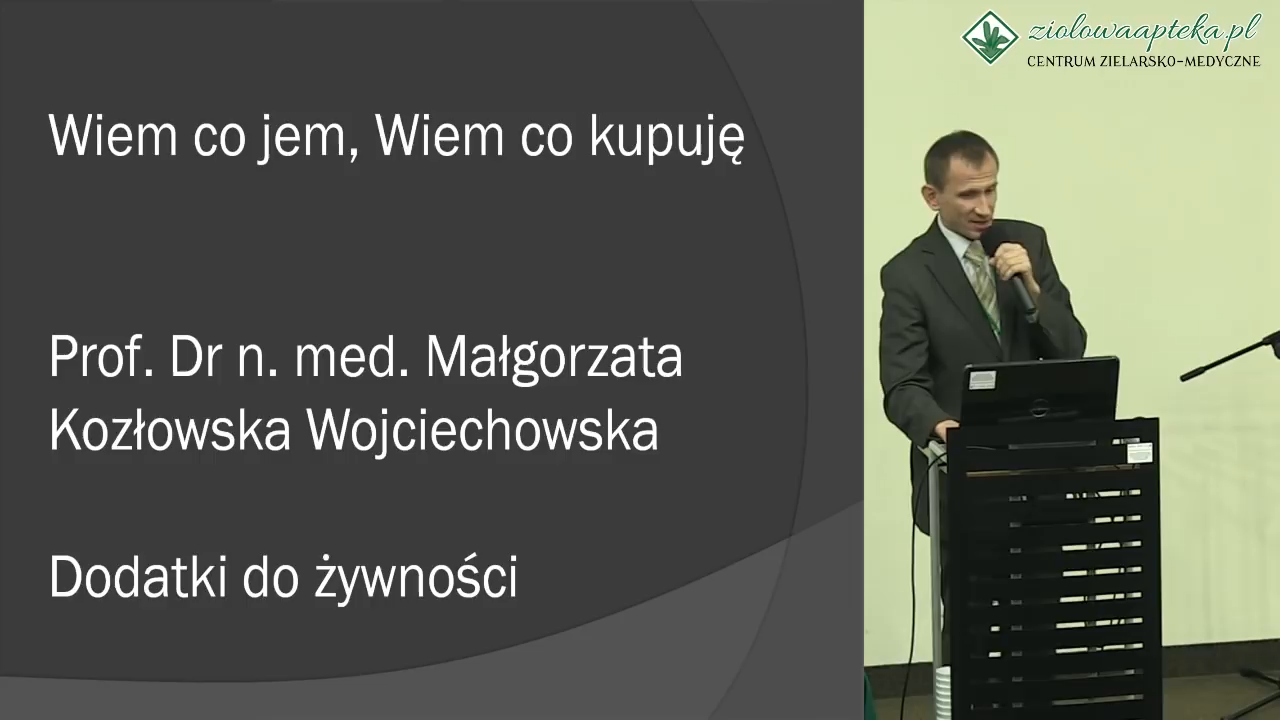 Wiem co jem, Wiem co kupuję
Prof. Dr n. med. Małgorzata
Kozłowska Wojciechowska
Dodatki do żywności
ziolowaapteka.pl
CENTRUM ZIELARSKO-MEDYCZNE